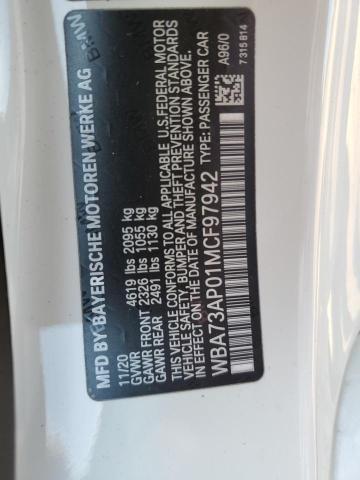 MFD BY BAYERISCHE MOTOREN WERKE AG
11/20
GVWR 4619 lbs 2095 kg
GAWR FRONT 2326 lbs 1055 kg
GAWR REAR 2491 lbs 1130 kg
THIS VEHICLE CONFORMS TO ALL APPLICABLE U.S. FEDERAL MOTOR
VEHICLE SAFETY, BUMPER AND THEFT PREVENTION STANDARDS
IN EFFECT ON THE DATE OF MANUFACTURE SHOWN ABOVE.
WBA73AP01MCF97942 TYPE: PASSENGER CAR
A96/0
7 315 814
BMW
BMW